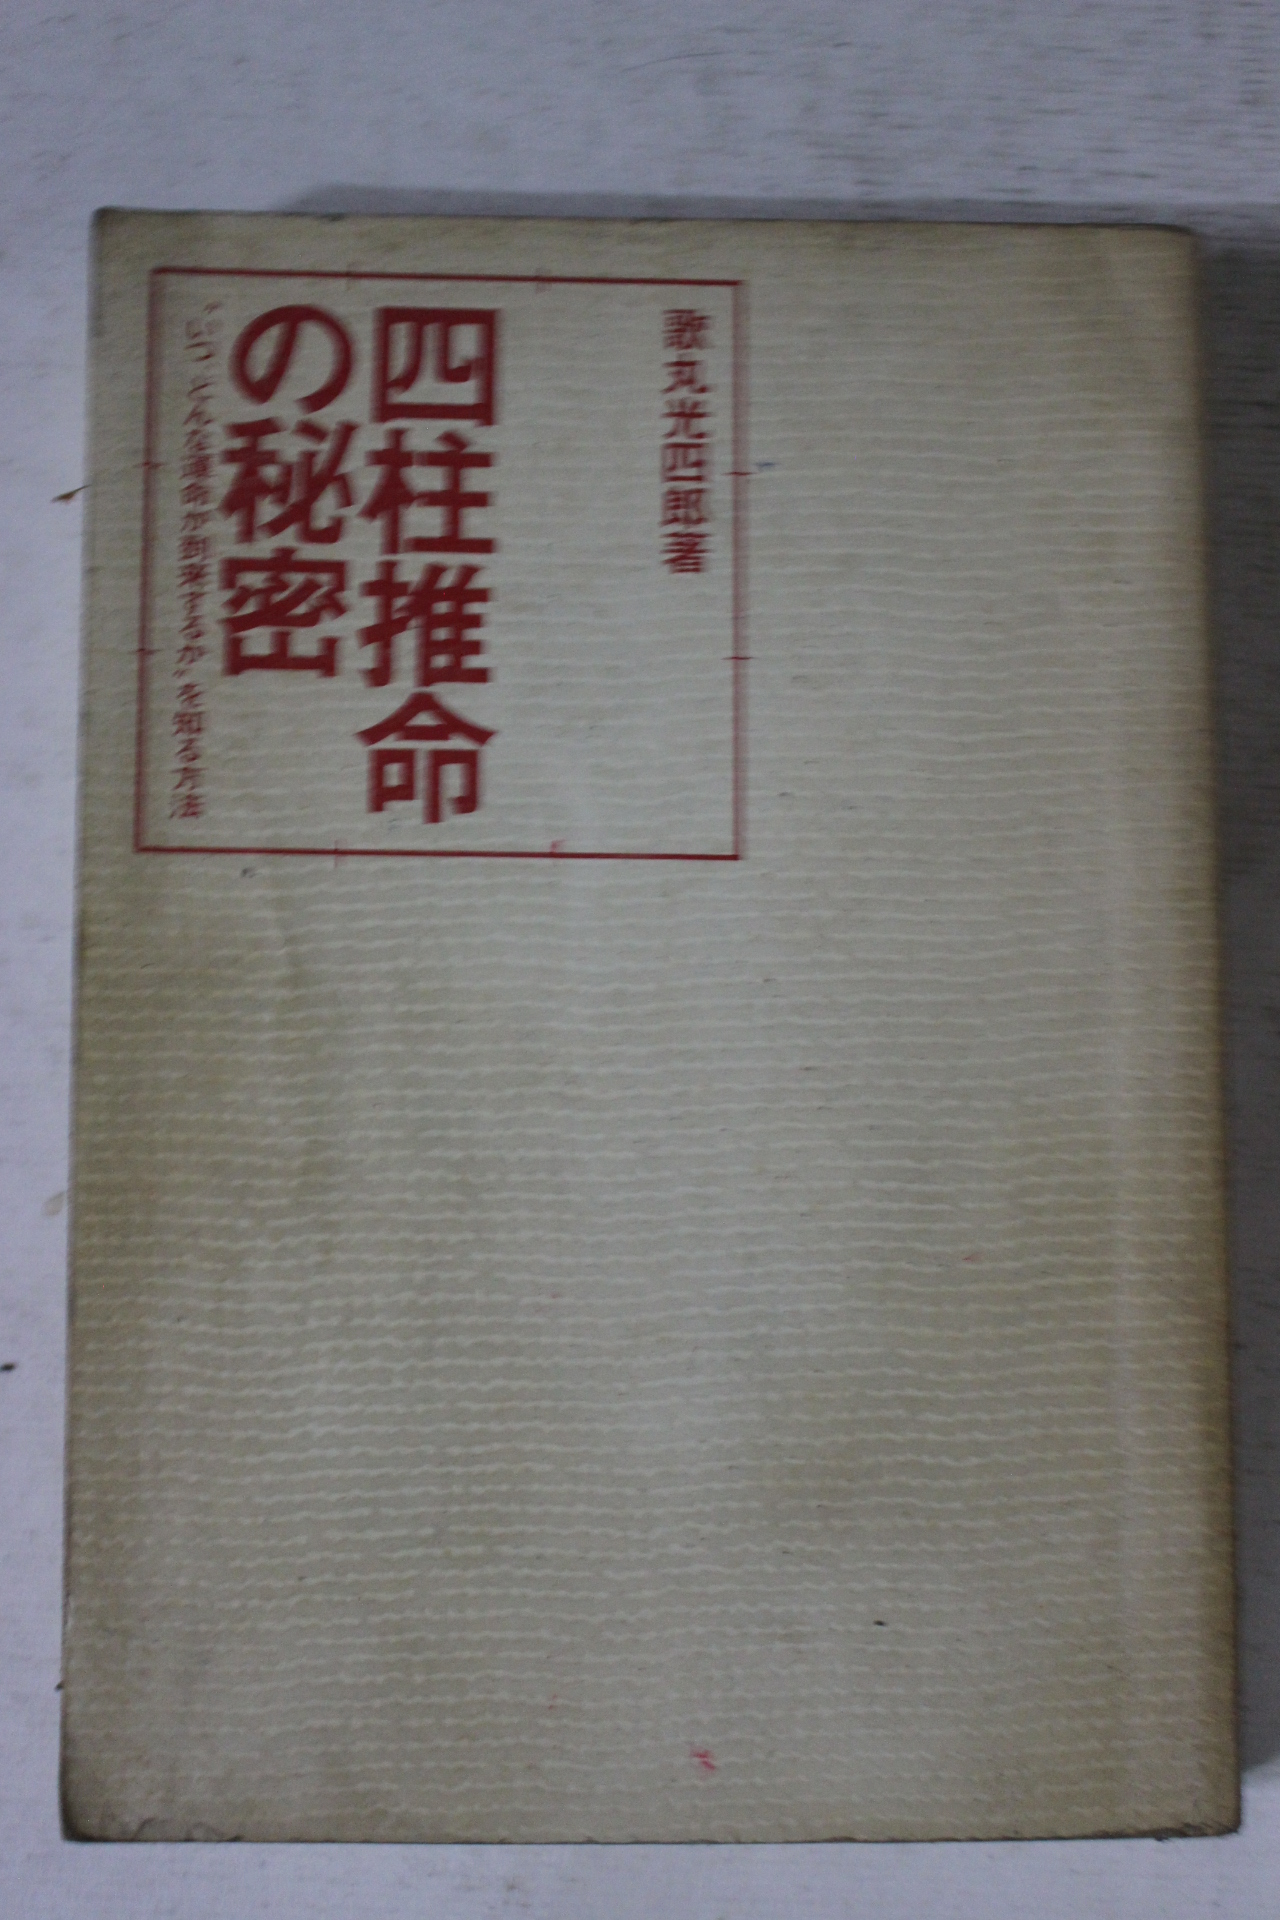 歌丸光四郎著
四柱推命
の秘密
“いつ、どんな運命が到来するか”を知る方法